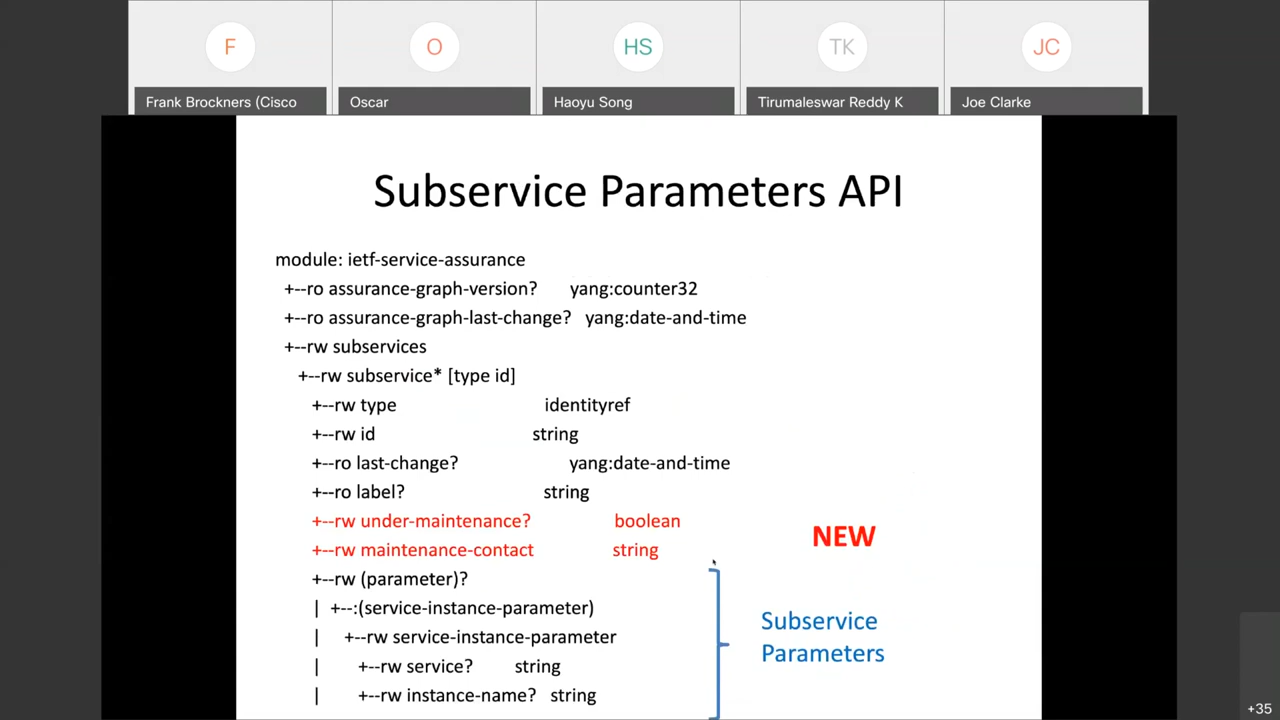 F
O
HS
TK
JC
Frank Brockners (Cisco
Oscar
Haoyu Song
Tirumaleswar Reddy K
Joe Clarke
Subservice Parameters API
module: ietf-service-assurance
+--ro assurance-graph-version? yang:counter32
+--ro assurance-graph-last-change? yang:date-and-time
+--rw subservices
+--rw subservice* [type id]
+--rw type identityref
+--rw id string
+--ro last-change? yang:date-and-time
+--ro label? string
+--rw under-maintenance? boolean
+--rw maintenance-contact string
NEW
+--rw (parameter)?
| +--:(service-instance-parameter)
| +--rw service-instance-parameter
| +--rw service? string
| +--rw instance-name? string
Subservice
Parameters
+35